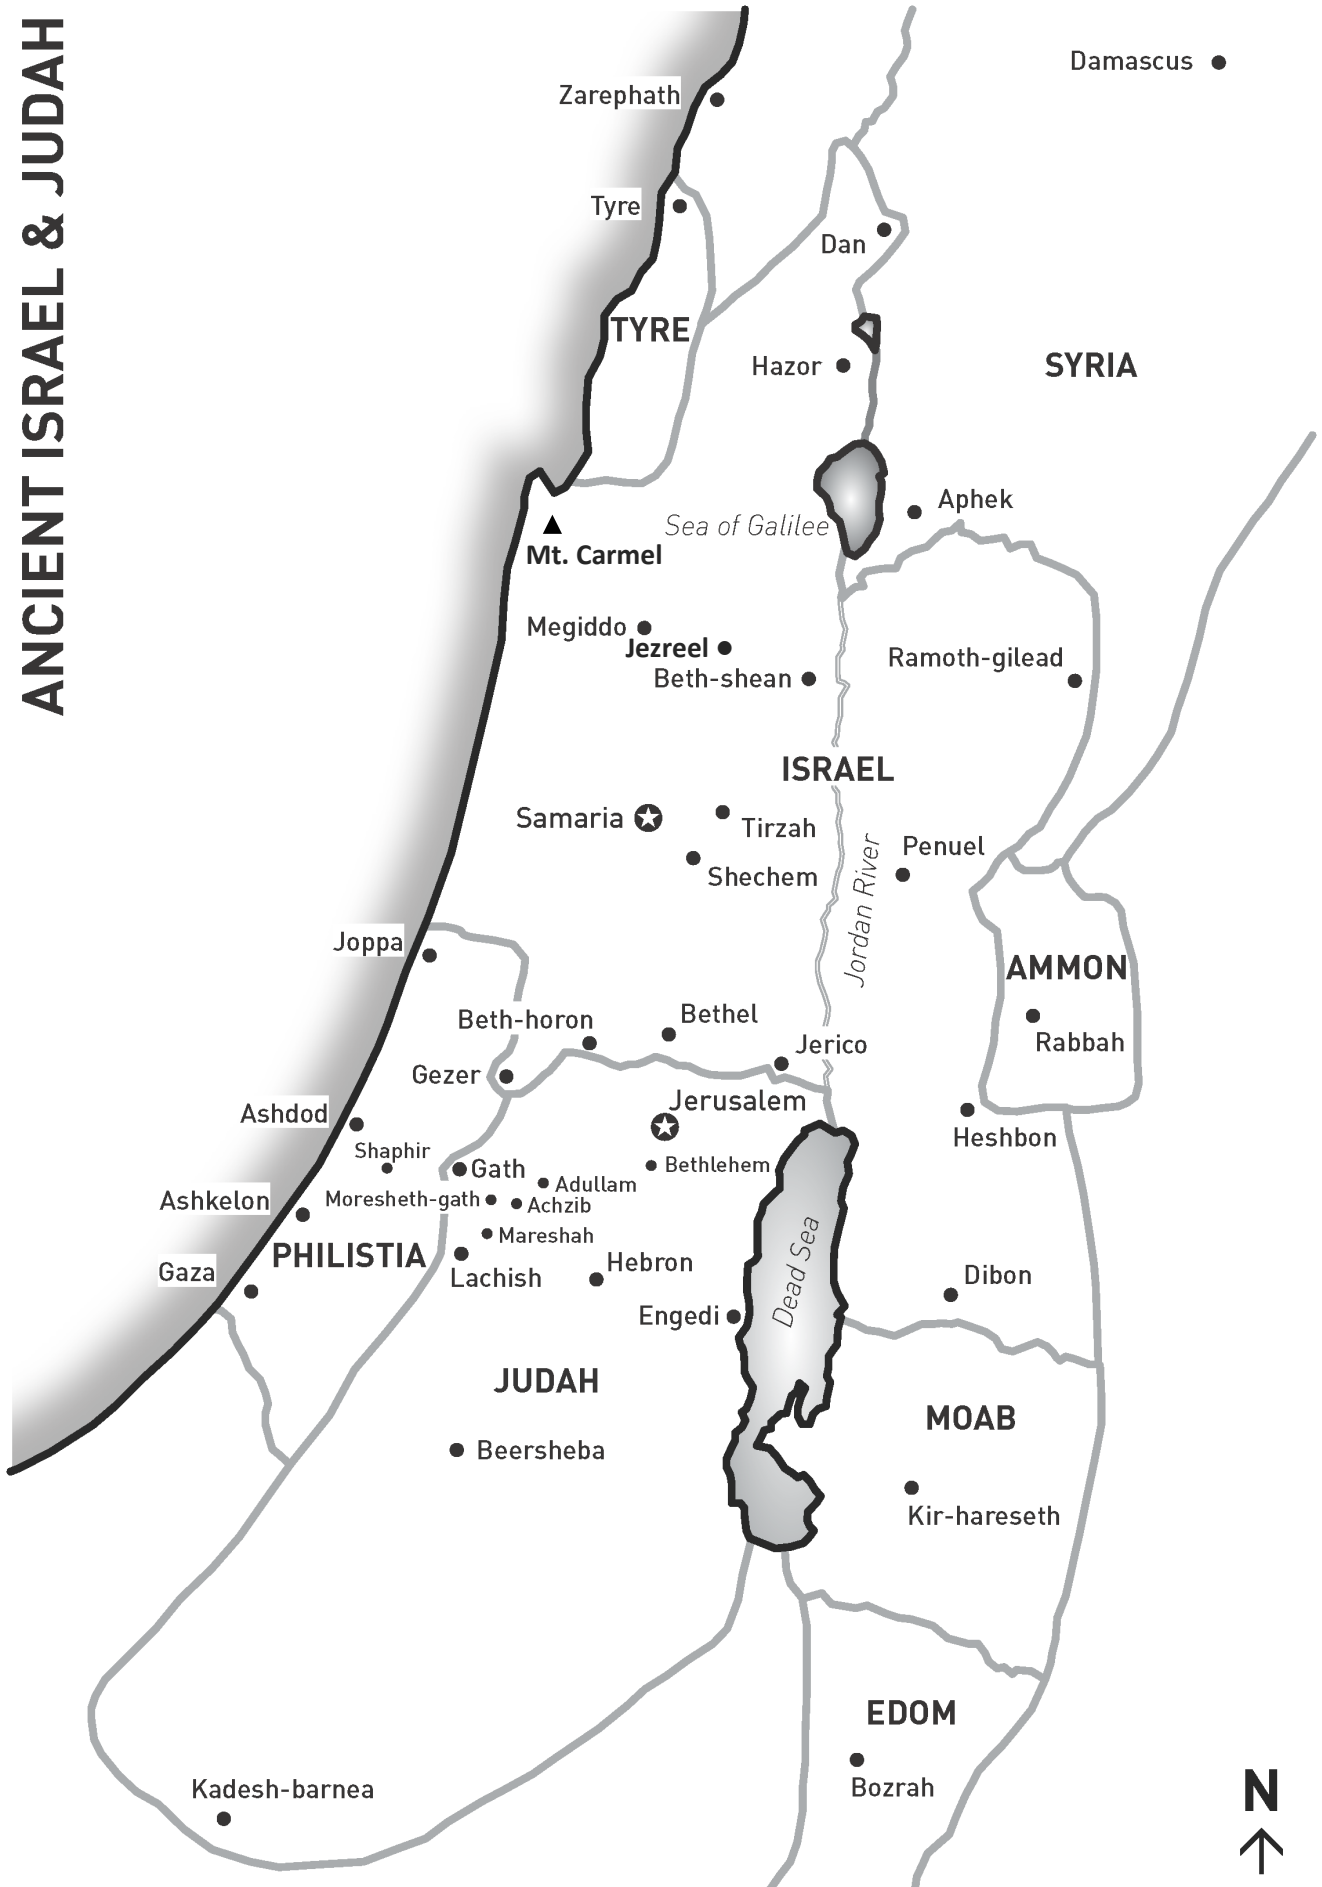 ANCIENT ISRAEL & JUDAH
Damascus
Zarephath
Tyre
Dan
TYRE
Hazor
SYRIA
Aphek
Sea of Galilee
Mt. Carmel
Megiddo
Jezreel
Ramoth-gilead
Beth-shean
ISRAEL
Samaria
Tirzah
Penuel
Shechem
Jordan River
Joppa
AMMON
Bethel
Beth-horon
Jerico
Rabbah
Gezer
Jerusalem
Ashdod
Heshbon
Shaphir
Gath
Bethlehem
Adullam
Moresheth-gath
Achzib
Ashkelon
Mareshah
PHILISTIA
Hebron
Gaza
Lachish
Dead Sea
Dibon
Engedi
JUDAH
MOAB
Beersheba
Kir-hareseth
EDOM
Bozrah
Kadesh-barnea
N